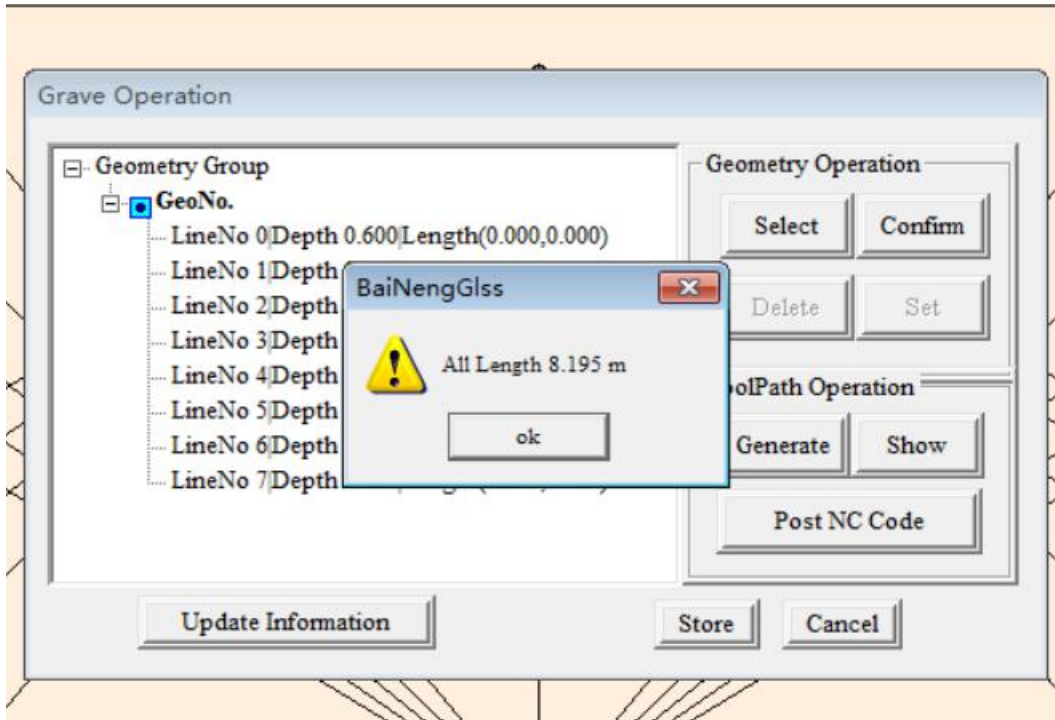 Grave Operation
Geometry Group
GeoNo.
LineNo 0|Depth 0.600|Length(0.000,0.000)
LineNo 1|Depth
LineNo 2|Depth
LineNo 3|Depth
LineNo 4|Depth
LineNo 5|Depth
LineNo 6|Depth
LineNo 7|Depth
BaiNengGlss
All Length 8.195 m
ok
Geometry Operation
Select
Confirm
Delete
Set
Operation
Generate
Show
Post NC Code
Update Information
Store
Cancel